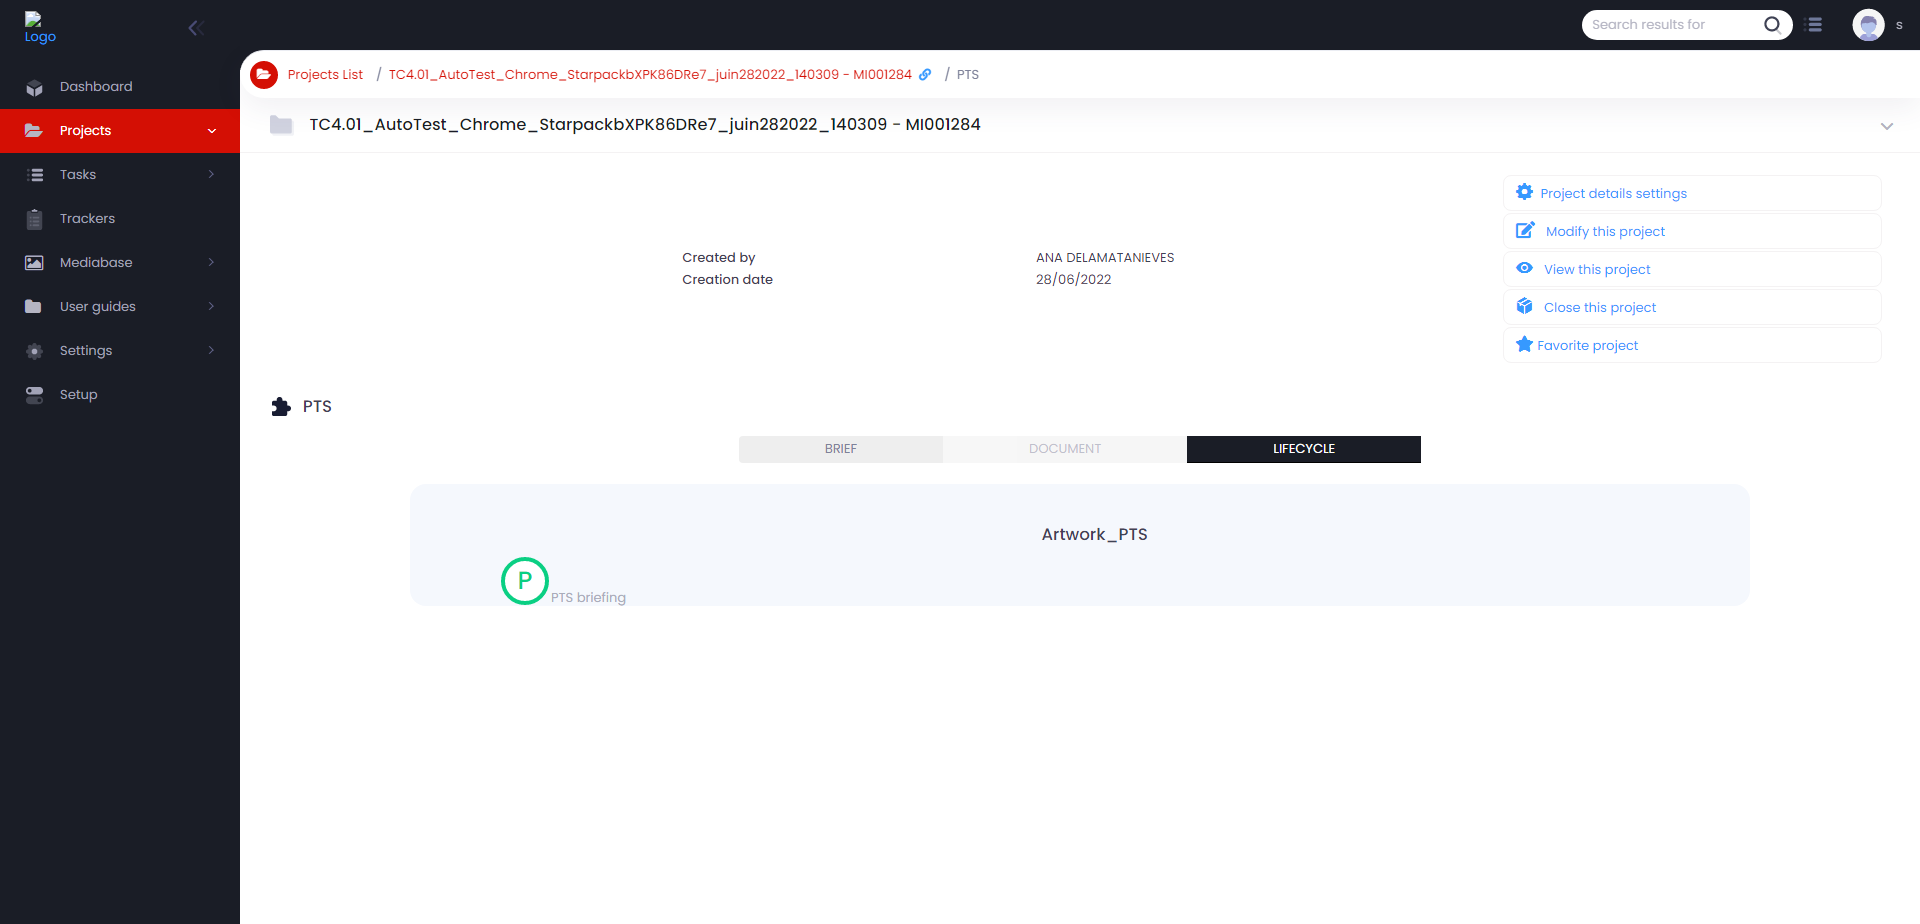 Logo
Search results for
s
Dashboard
Projects
Tasks
Trackers
Mediabase
User guides
Settings
Setup
Projects List / TC4.01_AutoTest_Chrome_StarpackbXPK86DRe7_juin282022_140309 - MI001284 / PTS
TC4.01_AutoTest_Chrome_StarpackbXPK86DRe7_juin282022_140309 - MI001284
Created by ANA DELAMATANIEVES
Creation date 28/06/2022
Project details settings
Modify this project
View this project
Close this project
Favorite project
PTS
BRIEF DOCUMENT LIFECYCLE
Artwork_PTS
P PTS briefing